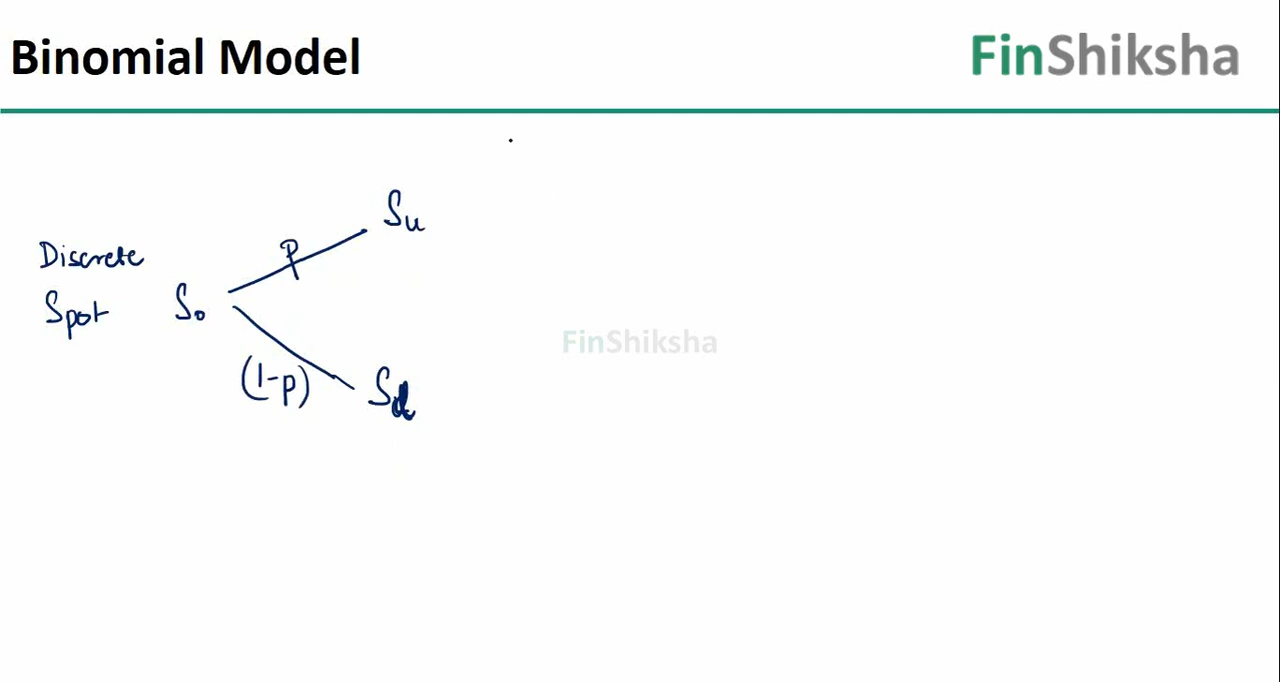 Binomial Model
FinShiksha
Su
P
Discrete
Spot S₀
FinShiksha
(1-p)
Sd